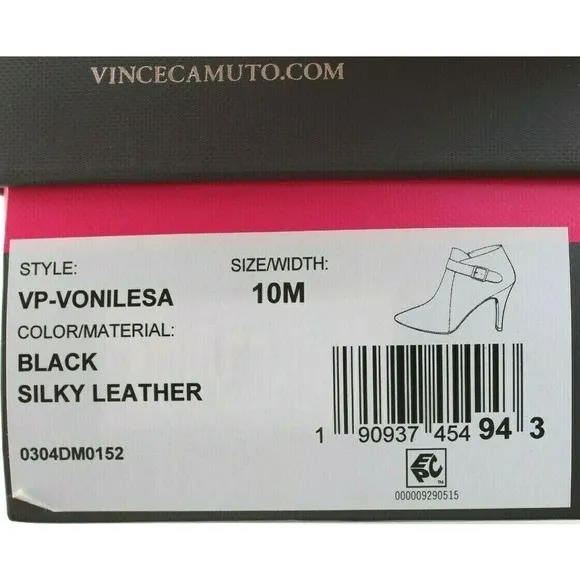 VINCECAMUTO.COM
STYLE: SIZE/WIDTH:
VP-VONILESA 10M
COLOR/MATERIAL:
BLACK
SILKY LEATHER
1 90937 454 94 3
0304DM0152
EPC
000009290515